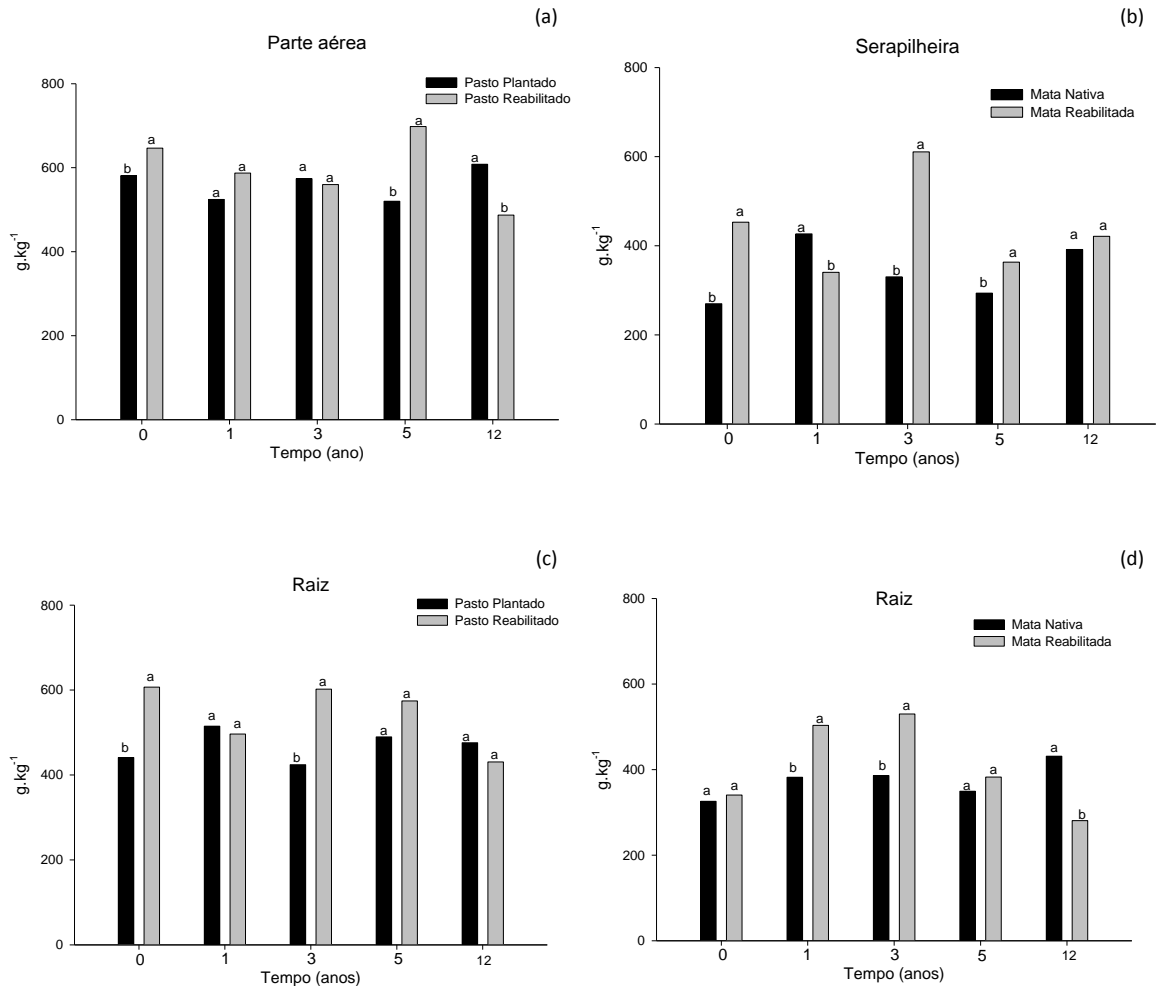 (a)
Parte aérea
Pasto Plantado
Pasto Reabilitado
800
600
400
200
0
g.kg-1
b a a a a a b a a b
0 1 3 5 12
Tempo (ano)
(b)
Serapilheira
Mata Nativa
Mata Reabilitada
800
600
400
200
0
g.kg-1
b a a b b a b a a a
0 1 3 5 12
Tempo (anos)
(c)
Raiz
Pasto Plantado
Pasto Reabilitado
800
600
400
200
0
g.kg-1
b a a a b a a a a a
0 1 3 5 12
Tempo (anos)
(d)
Raiz
Mata Nativa
Mata Reabilitada
800
600
400
200
0
g.kg-1
a a b a b a a a a b
0 1 3 5 12
Tempo (anos)